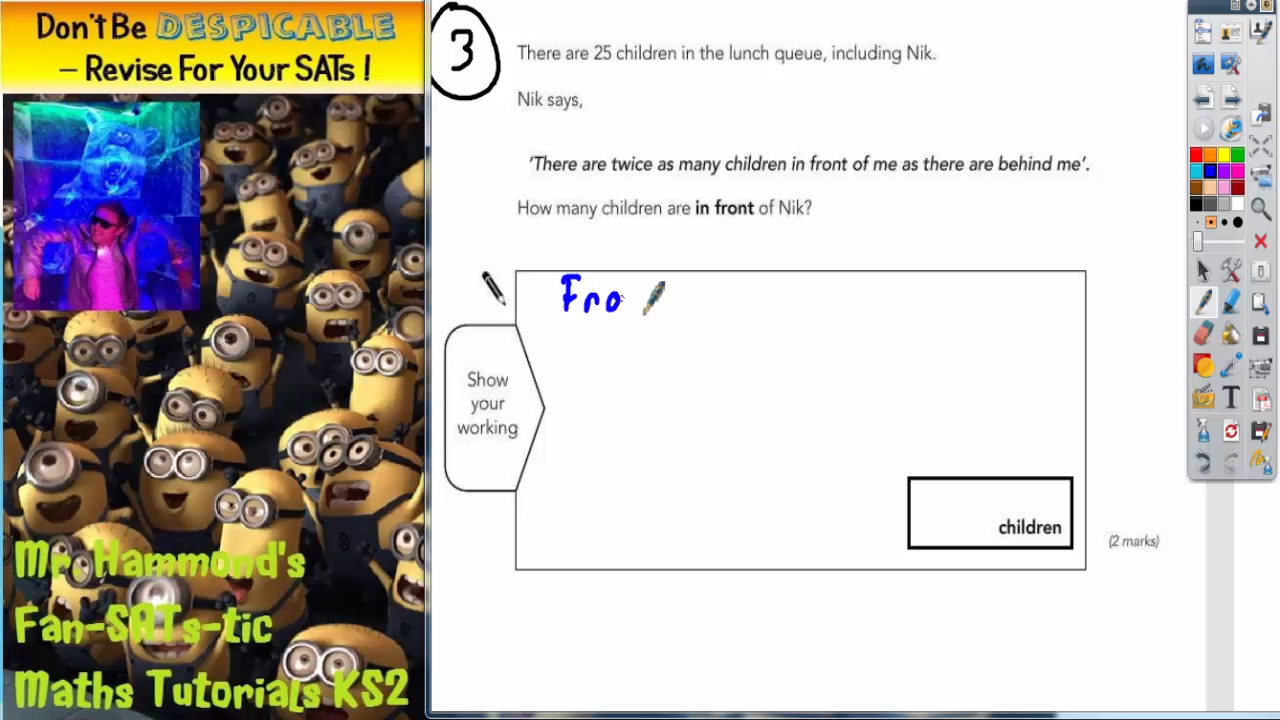 Don't Be DESPICABLE
– Revise For Your SATs !
Mr. Hammond's
Fan-SATs-tic
Maths Tutorials KS2
3
There are 25 children in the lunch queue, including Nik.
Nik says,
'There are twice as many children in front of me as there are behind me'.
How many children are in front of Nik?
Fro
Show
your
working
children
(2 marks)